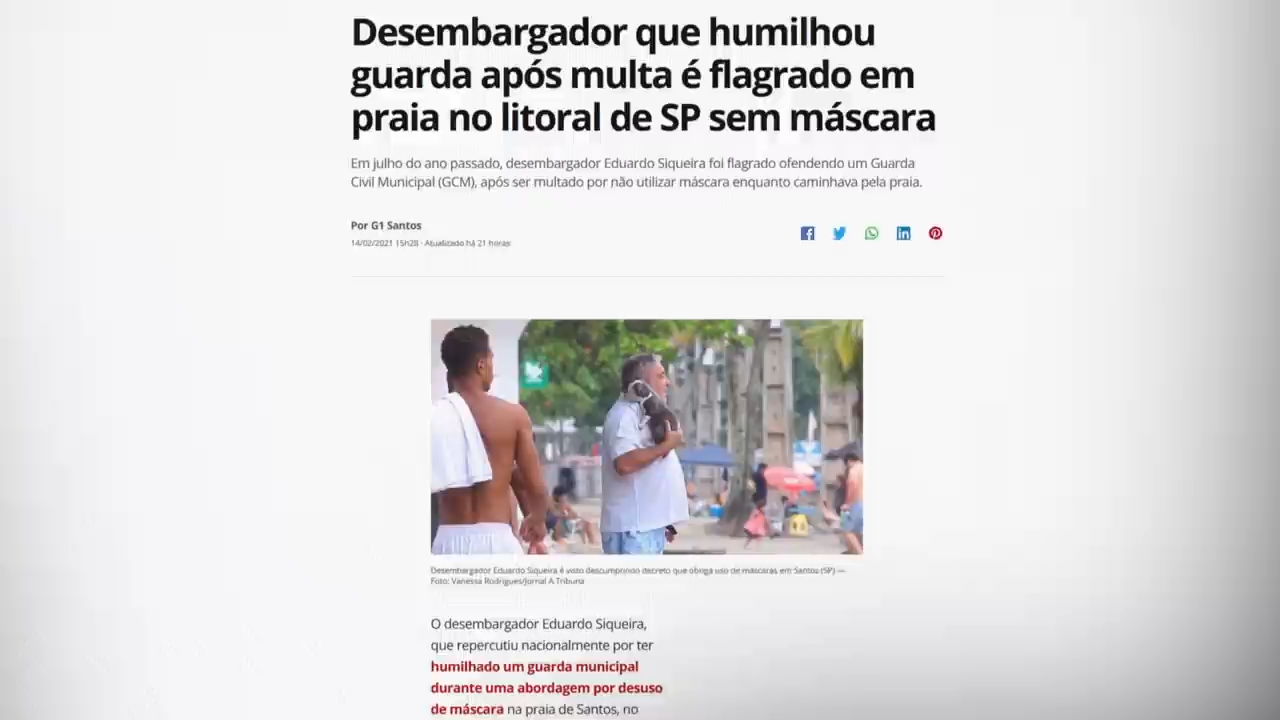 Desembargador que humilhou
guarda após multa é flagrado em
praia no litoral de SP sem máscara
Em julho do ano passado, desembargador Eduardo Siqueira foi flagrado ofendendo um Guarda
Civil Municipal (GCM), após ser multado por não utilizar máscara enquanto caminhava pela praia.
Por G1 Santos
14/02/2021 15h28 · Atualizado há 21 horas
Desembargador Eduardo Siqueira é visto descumprindo decreto que obriga uso de máscaras em Santos (SP) —
Foto: Vanessa Rodrigues/Jornal A Tribuna
O desembargador Eduardo Siqueira,
que repercutiu nacionalmente por ter
humilhado um guarda municipal
durante uma abordagem por desuso
de máscara na praia de Santos, no